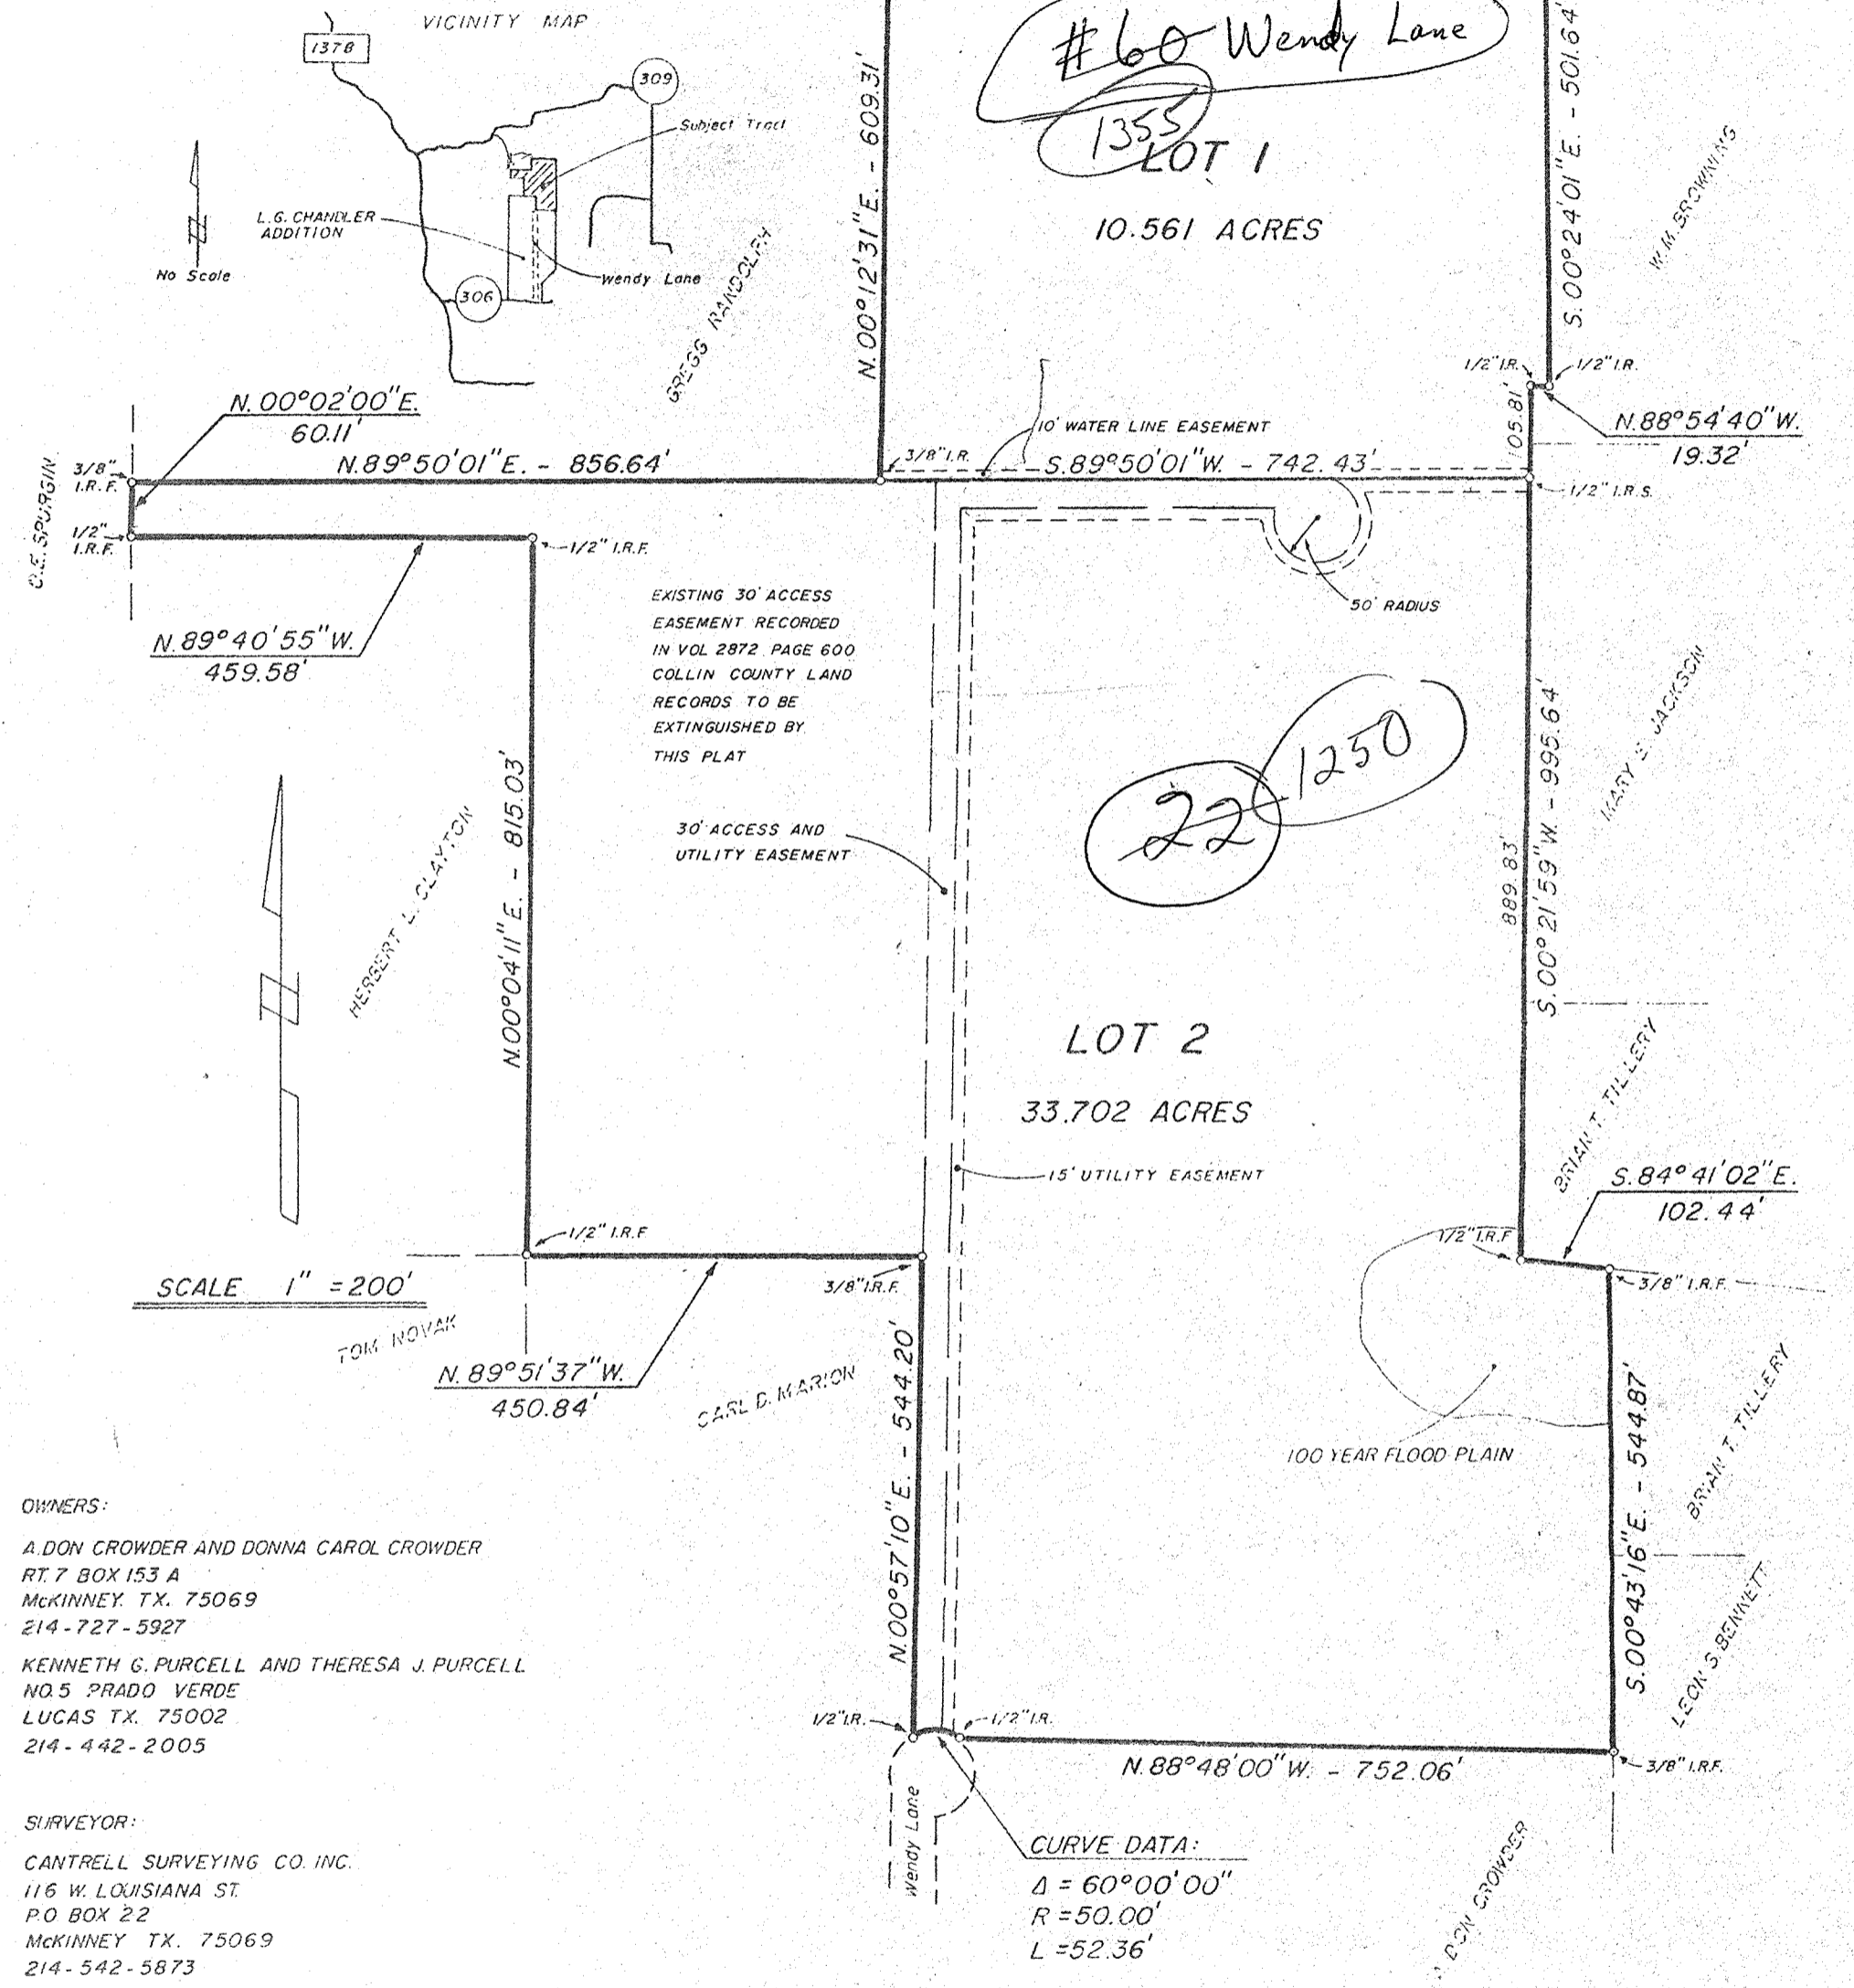 VICINITY MAP
1378
309
Subject Tract
L.G. CHANDLER
ADDITION
No Scale
Wendy Lane
306
#60 Wendy Lane
1355
LOT 1
10.561 ACRES
N.00°12'31"E. - 609.31'
S.00°24'01"E. - 501.64'
GREGG RANDOLPH
1/2" I.R.
1/2" I.R.
105.81'
N.88°54'40"W.
19.32'
N.00°02'00"E.
60.11'
3/8"
I.R.F.
N.89°50'01"E. - 856.64'
3/8" I.R.
10' WATER LINE EASEMENT
S.89°50'01"W. - 742.43'
1/2" I.R.S.
O.E. SPURGIN
1/2"
I.R.F.
1/2" I.R.F.
N.89°40'55"W.
459.58'
50' RADIUS
EXISTING 30' ACCESS
EASEMENT RECORDED
IN VOL 2872 PAGE 600
COLLIN COUNTY LAND
RECORDS TO BE
EXTINGUISHED BY
THIS PLAT
30' ACCESS AND
UTILITY EASEMENT
22
1250
889.83'
S.00°21'59"W. - 995.64'
MARY E. JACKSON
N.00°04'11"E. - 815.03'
HERBERT L. CLAYTON
LOT 2
33.702 ACRES
15' UTILITY EASEMENT
BRIAN T. TILLERY
S.84°41'02"E.
102.44'
1/2" I.R.F.
1/2" I.R.F
3/8" I.R.F.
3/8" I.R.F.
SCALE 1" = 200'
TOM NOVAK
N.89°51'37"W.
450.84'
CARL D. MARION
N.00°57'10"E. - 544.20'
100 YEAR FLOOD PLAIN
S.00°43'16"E. - 544.87'
BRIAN T. TILLERY
LEON S. BENNETT
OWNERS:
A.DON CROWDER AND DONNA CAROL CROWDER
RT. 7 BOX 153 A
McKINNEY TX. 75069
214-727-5927
KENNETH G. PURCELL AND THERESA J. PURCELL
NO.5 PRADO VERDE
LUCAS TX. 75002
214-442-2005
1/2" I.R.
1/2" I.R.
N.88°48'00"W. - 752.06'
3/8" I.R.F.
Wendy Lane
CURVE DATA:
Δ = 60°00'00"
R = 50.00'
L = 52.36'
DON CROWDER
SURVEYOR:
CANTRELL SURVEYING CO. INC.
116 W. LOUISIANA ST.
P.O BOX 22
McKINNEY TX. 75069
214-542-5873